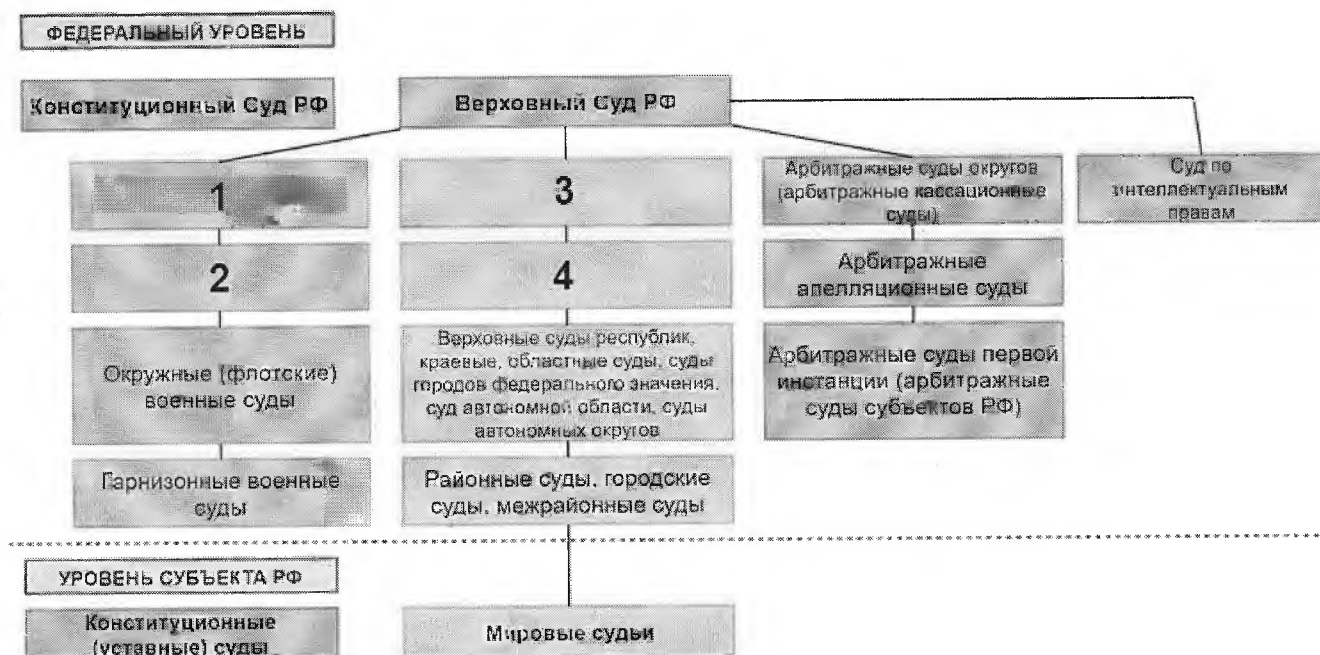 ФЕДЕРАЛЬНЫЙ УРОВЕНЬ
Конституционный Суд РФ
Верховный Суд РФ
1
3
Арбитражные суды округов
(арбитражные кассационные
суды)
Суд по
интеллектуальным
правам
2
4
Арбитражные
апелляционные суды
Окружные (флотские)
военные суды
Верховные суды республик,
краевые, областные суды, суды
городов федерального значения,
суд автономной области, суды
автономных округов
Арбитражные суды первой
инстанции (арбитражные
суды субъектов РФ)
Гарнизонные военные
суды
Районные суды, городские
суды, межрайонные суды
УРОВЕНЬ СУБЪЕКТА РФ
Конституционные
(уставные) суды
Мировые судьи